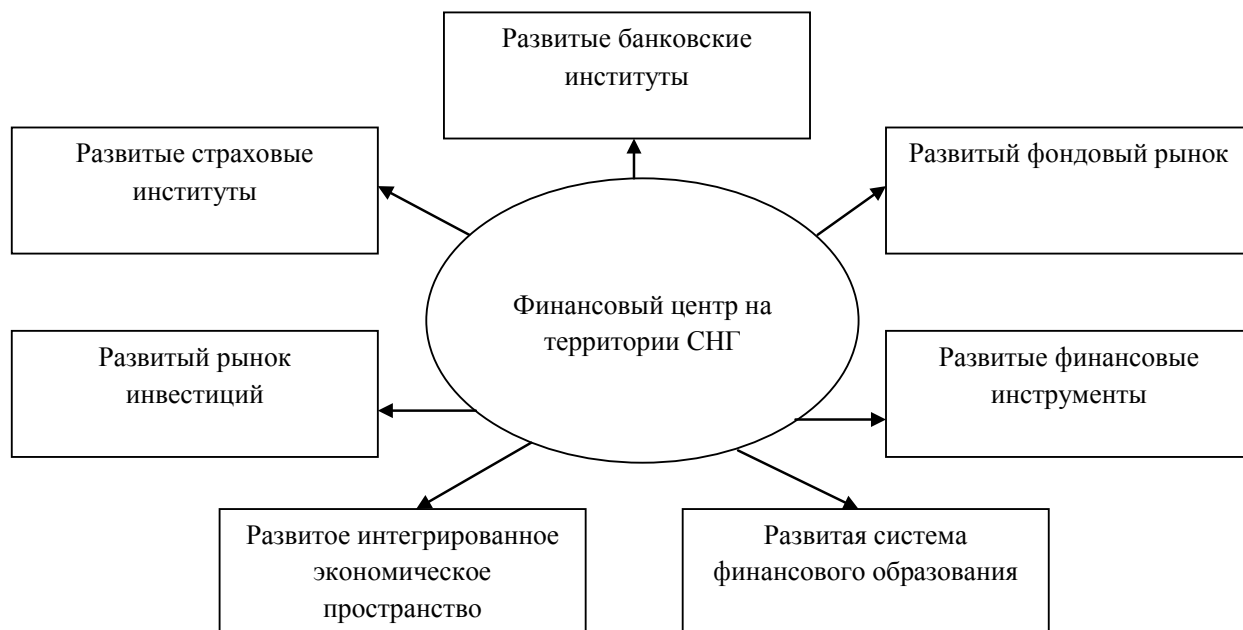 Развитые банковские
институты
Развитые страховые
институты
Развитый фондовый рынок
Финансовый центр на
территории СНГ
Развитый рынок
инвестиций
Развитые финансовые
инструменты
Развитое интегрированное
экономическое
пространство
Развитая система
финансового образования